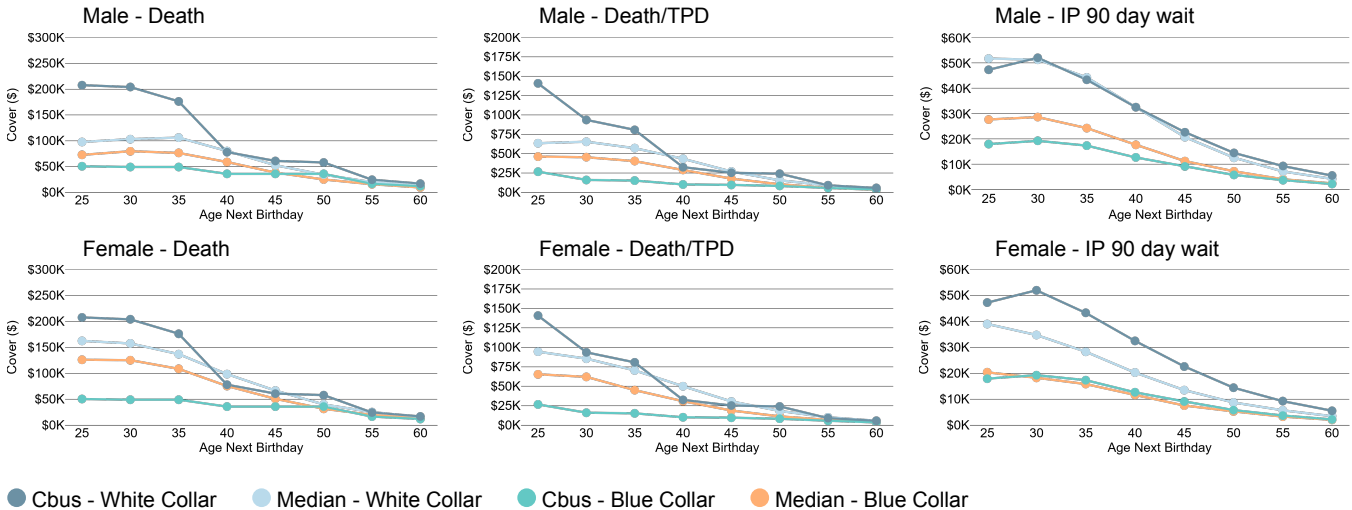 Male - Death
$300K
$250K
$200K
$150K
$100K
$50K
$0K
Cover ($)
25 30 35 40 45 50 55 60
Age Next Birthday
Male - Death/TPD
$200K
$175K
$150K
$125K
$100K
$75K
$50K
$25K
$0K
Cover ($)
25 30 35 40 45 50 55 60
Age Next Birthday
Male - IP 90 day wait
$60K
$50K
$40K
$30K
$20K
$10K
$0K
Cover ($)
25 30 35 40 45 50 55 60
Age Next Birthday
Female - Death
$300K
$250K
$200K
$150K
$100K
$50K
$0K
Cover ($)
25 30 35 40 45 50 55 60
Age Next Birthday
Female - Death/TPD
$200K
$175K
$150K
$125K
$100K
$75K
$50K
$25K
$0K
Cover ($)
25 30 35 40 45 50 55 60
Age Next Birthday
Female - IP 90 day wait
$60K
$50K
$40K
$30K
$20K
$10K
$0K
Cover ($)
25 30 35 40 45 50 55 60
Age Next Birthday
Cbus - White Collar Median - White Collar Cbus - Blue Collar Median - Blue Collar